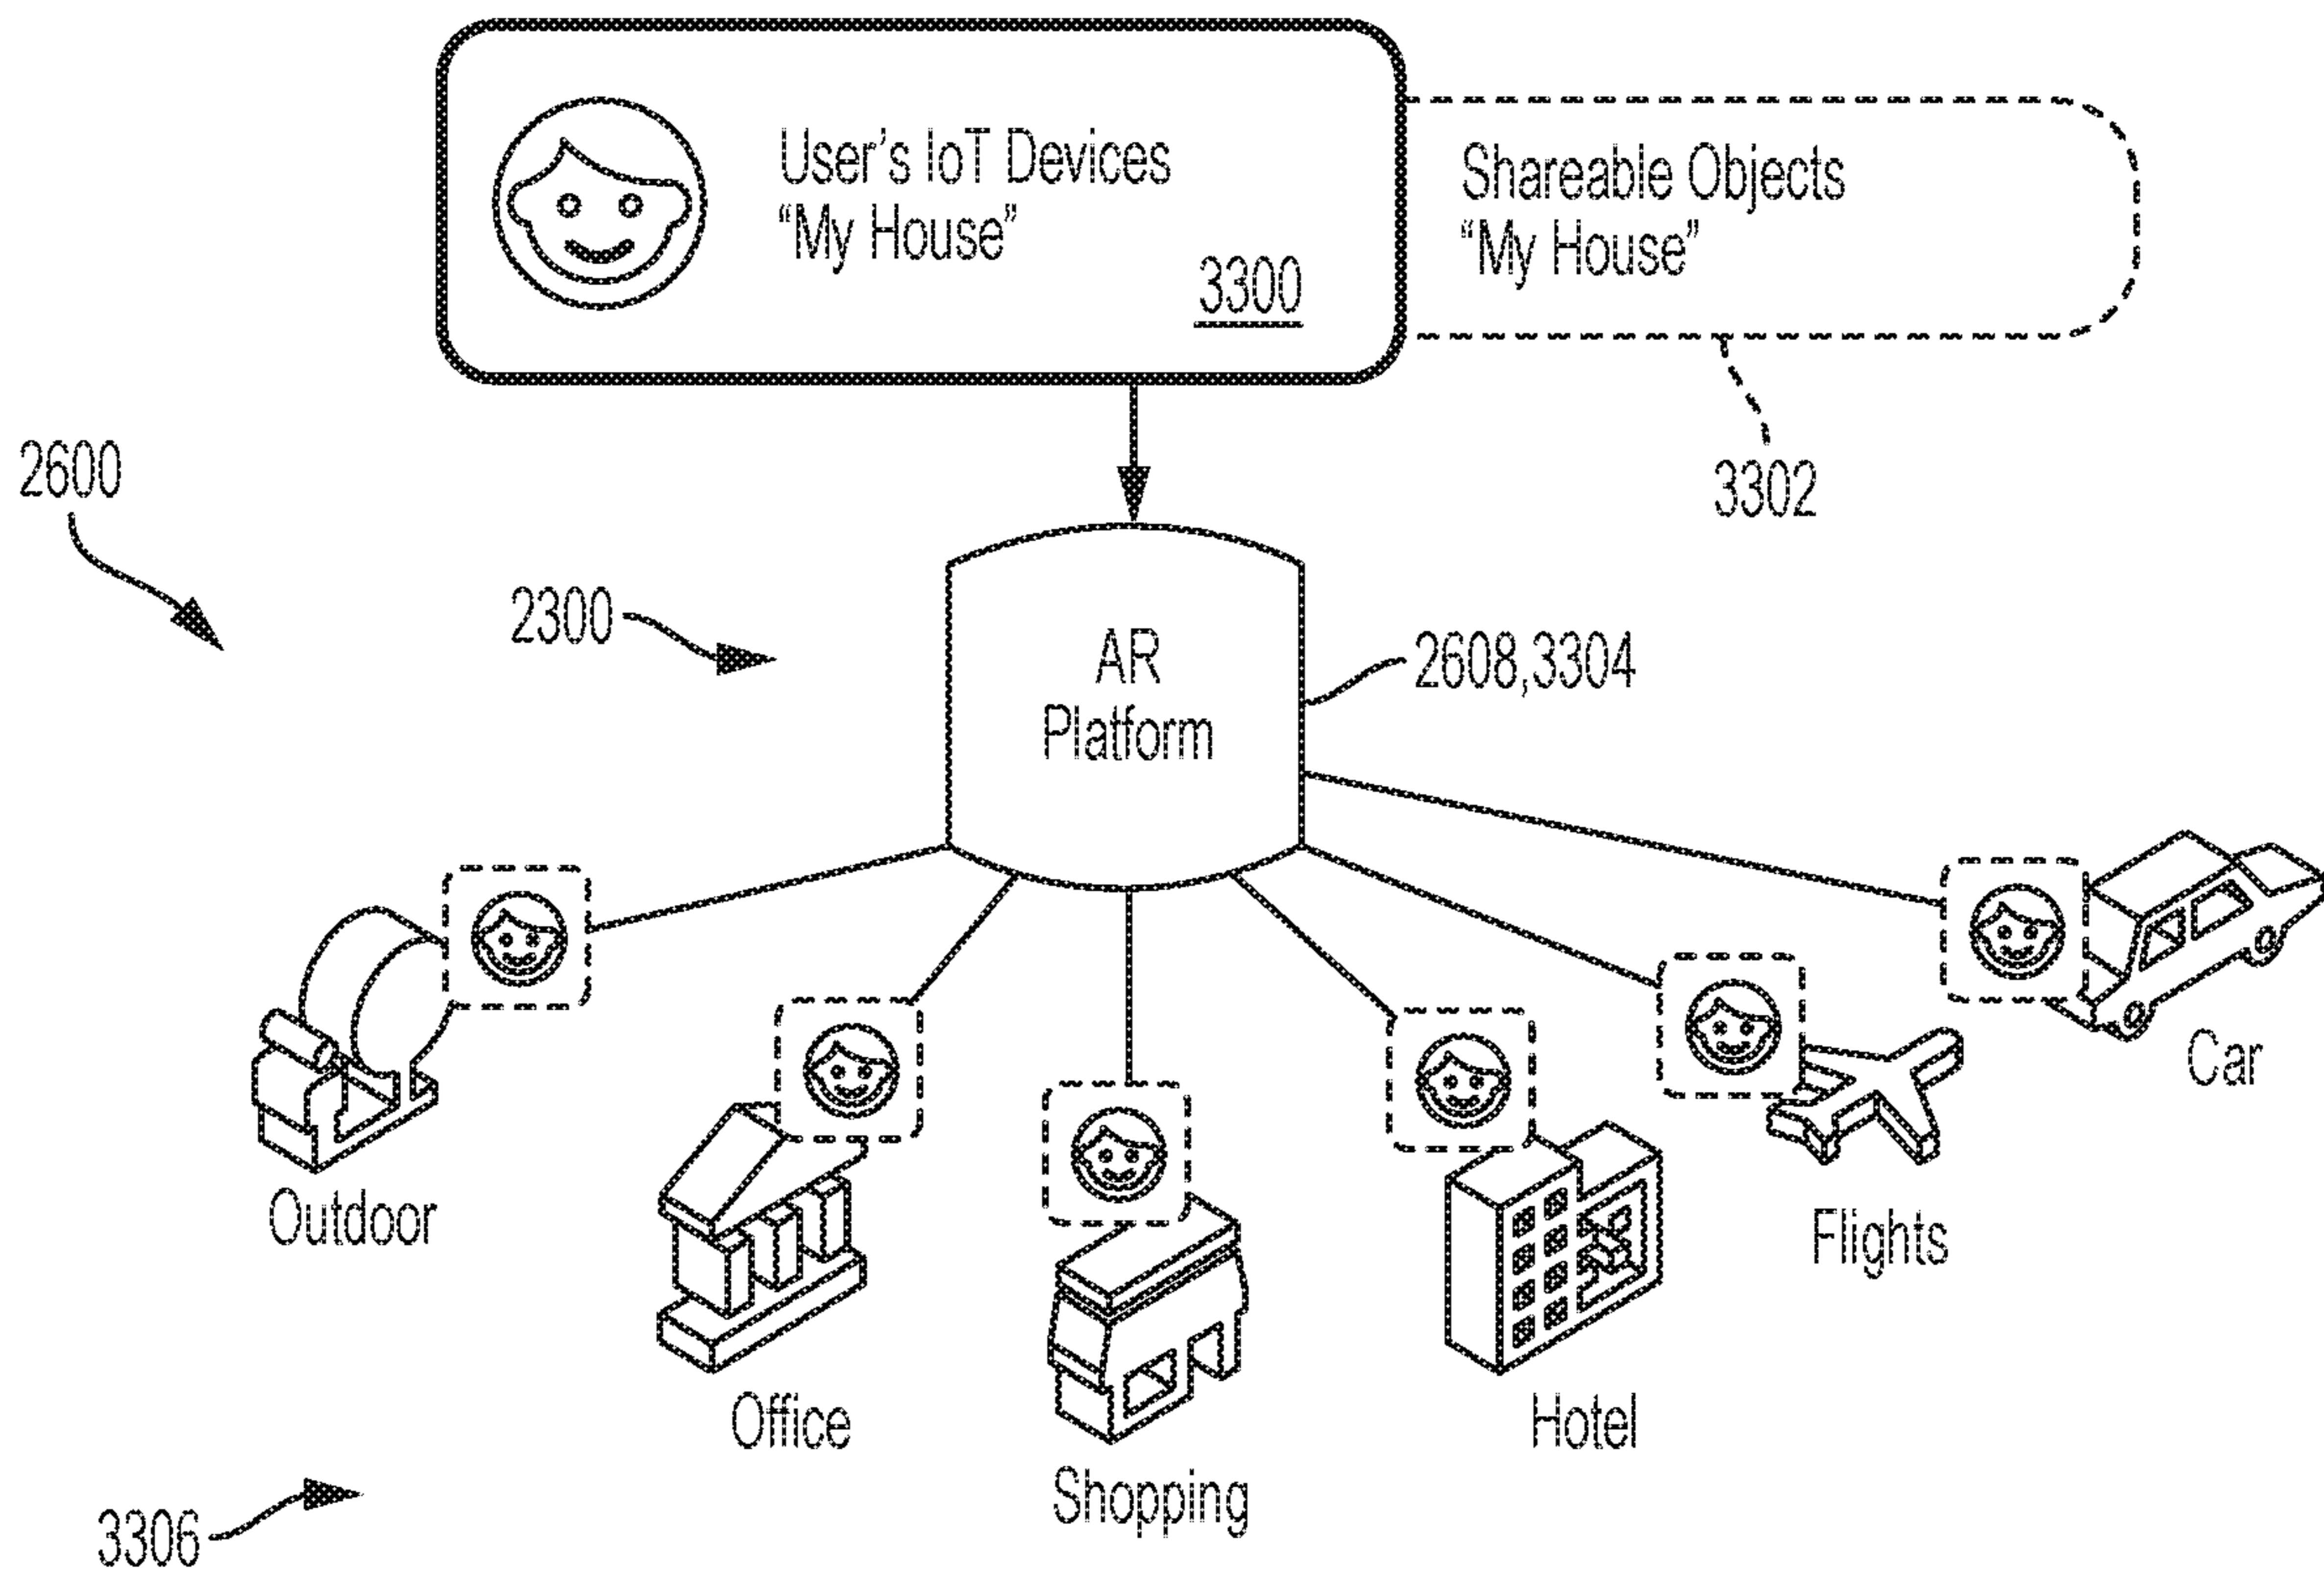 User's IoT Devices
“My House”
3300
Shareable Objects
“My House”
3302
2600
2300
AR
Platform
2608,3304
Outdoor
Office
Shopping
Hotel
Flights
Car
3306